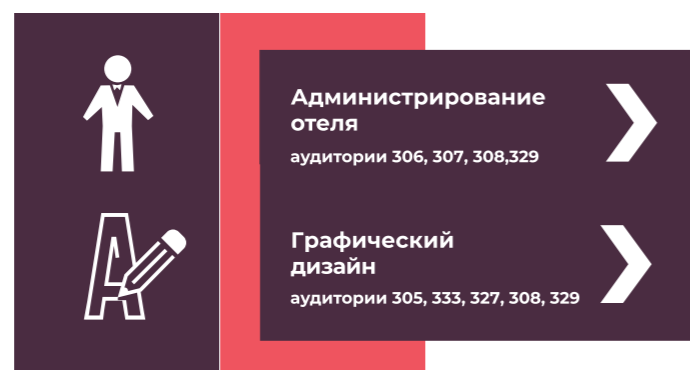 Администрирование
отеля
аудитории 306, 307, 308,329
Графический
дизайн
аудитории 305, 333, 327, 308, 329